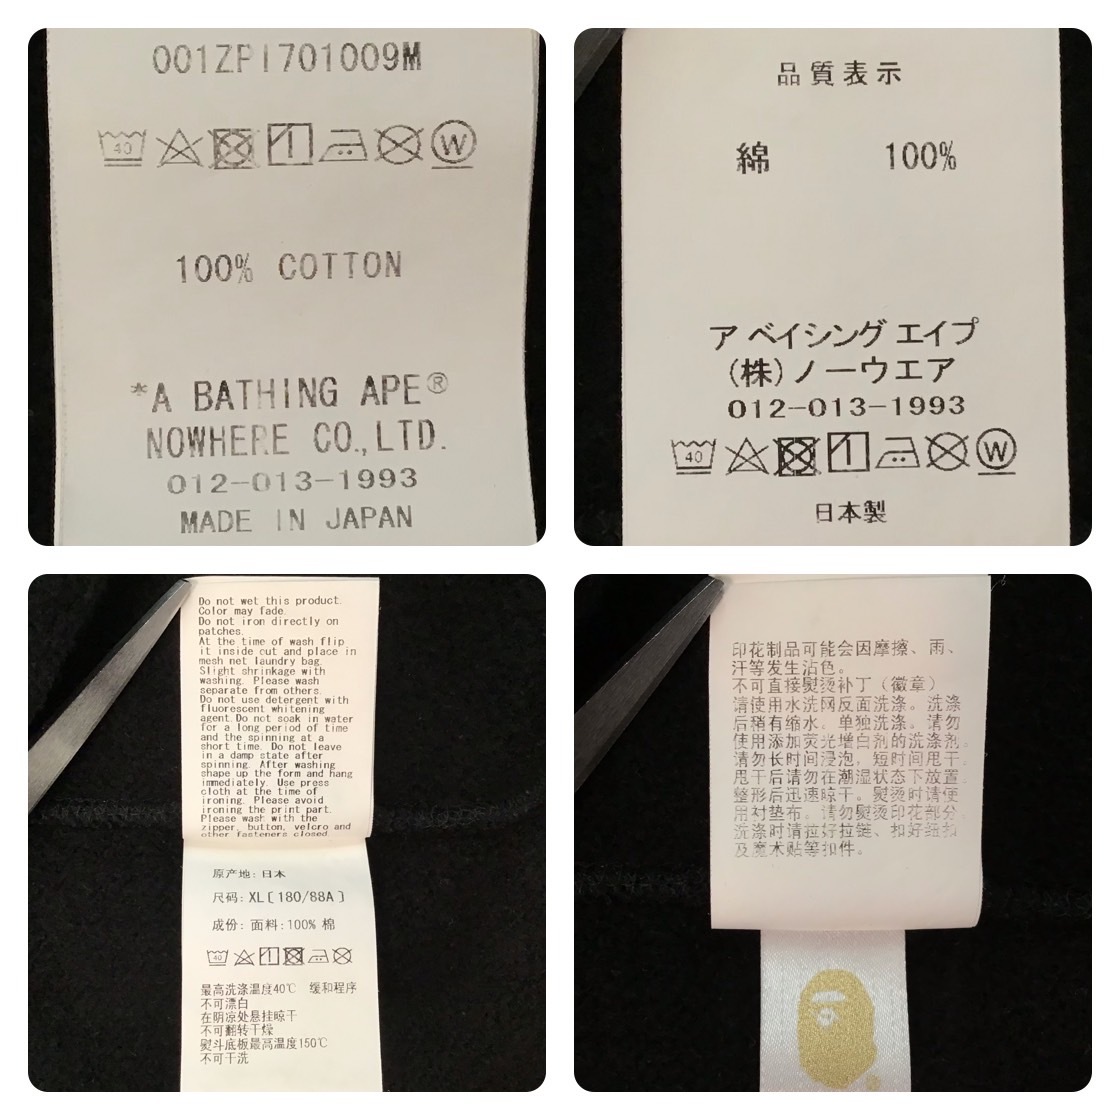 001ZPI701009M
40
100% COTTON
*A BATHING APE®
NOWHERE CO.,LTD.
012-013-1993
MADE IN JAPAN
品質表示
綿 100%
ア ベイシング エイプ
(株)ノーウエア
012-013-1993
40
W
日本製
Do not wet this product.
Color may fade.
Do not iron directly on
patches.
At the time of wash flip
it inside out and place in
mesh net laundry bag.
Slight shrinkage with
washing. Please wash
separate from others.
Do not use detergent with
fluorescent whitening
agent.Do not soak in water
for a long period of time
and the spinning at a
short time. Do not leave
in a damp state after
spinning. After washing
shape up the form and hang
immediately. Use press
cloth at the time of
ironing. Please avoid
ironing the print part.
Please wash with the
zipper, button, velcro and
other fasteners closed.
原产地: 日本
尺码: XL[180/88A]
成份: 面料: 100% 棉
40
最高洗涤温度40℃ 缓和程序
不可漂白
在阴凉处悬挂晾干
不可翻转干燥
熨斗底板最高温度150℃
不可干洗
印花制品可能会因摩擦、雨、
汗等发生沾色。
不可直接熨烫补丁（徽章）
请使用水洗网反面洗涤。洗涤
后稍有缩水。单独洗涤。请勿
使用添加荧光增白剂的洗涤剂。
请勿长时间浸泡，短时间甩干。
甩干后请勿在潮湿状态下放置。
整形后迅速晾干。熨烫时请使
用衬垫布。请勿熨烫印花部分。
洗涤时请拉好拉链、扣好纽扣
及魔术贴等扣件。